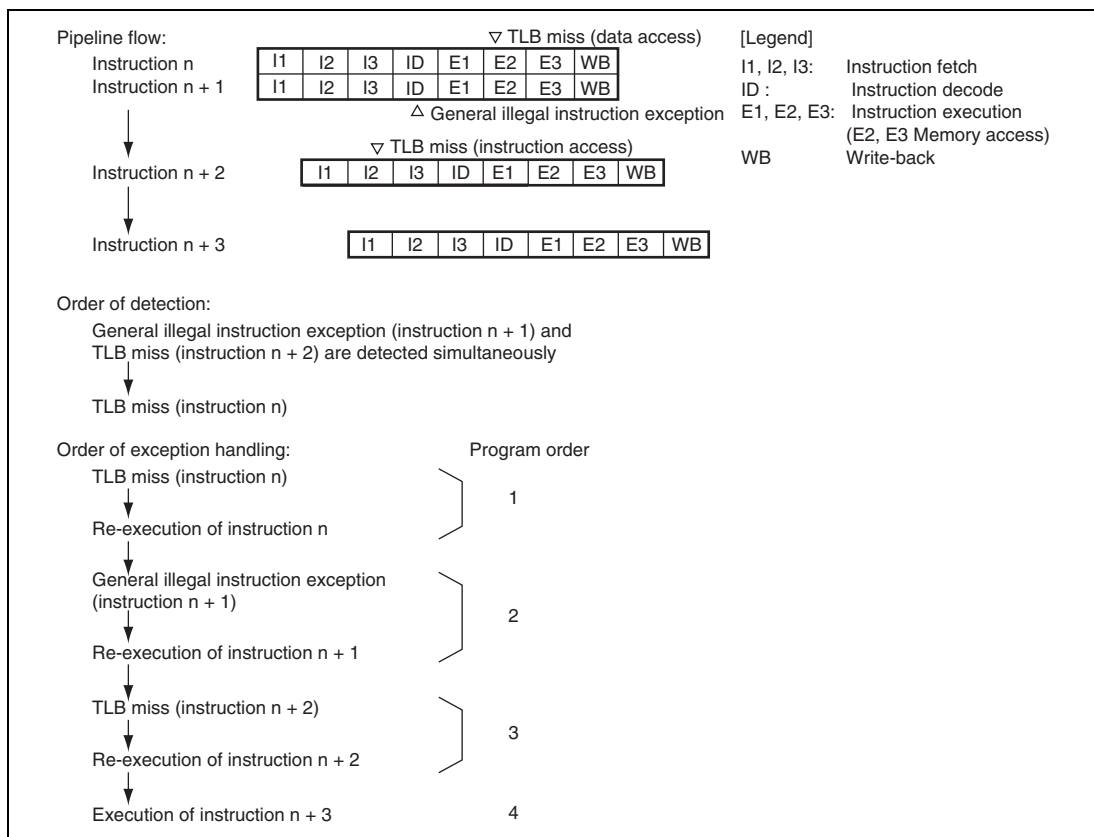 Pipeline flow:
▽ TLB miss (data access)
Instruction n
I1 I2 I3 ID E1 E2 E3 WB
Instruction n + 1
I1 I2 I3 ID E1 E2 E3 WB
△ General illegal instruction exception
▽ TLB miss (instruction access)
Instruction n + 2
I1 I2 I3 ID E1 E2 E3 WB
Instruction n + 3
I1 I2 I3 ID E1 E2 E3 WB
[Legend]
I1, I2, I3: Instruction fetch
ID : Instruction decode
E1, E2, E3: Instruction execution
(E2, E3 Memory access)
WB Write-back
Order of detection:
General illegal instruction exception (instruction n + 1) and
TLB miss (instruction n + 2) are detected simultaneously
TLB miss (instruction n)
Order of exception handling: Program order
TLB miss (instruction n)
1
Re-execution of instruction n
General illegal instruction exception
(instruction n + 1)
2
Re-execution of instruction n + 1
TLB miss (instruction n + 2)
3
Re-execution of instruction n + 2
Execution of instruction n + 3 4